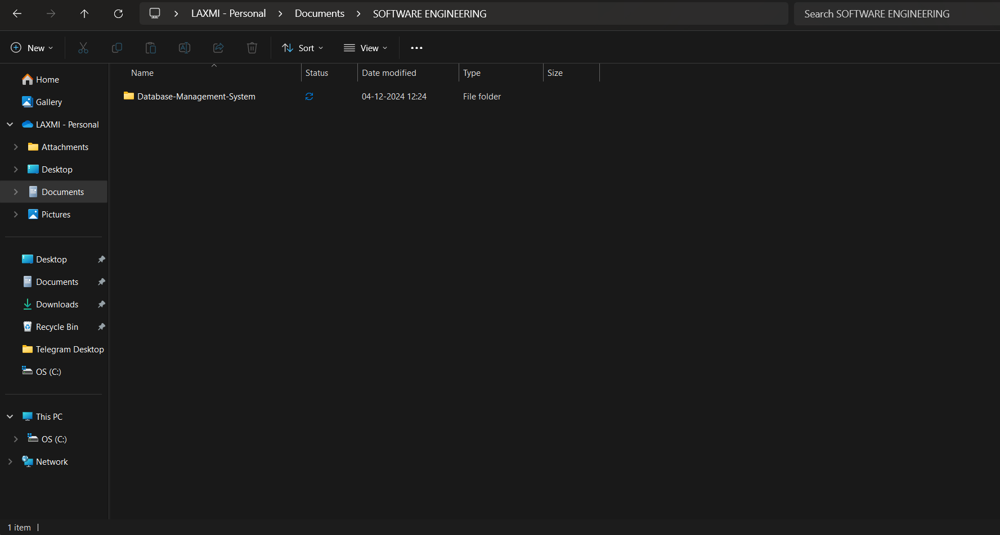 LAXMI - Personal > Documents > SOFTWARE ENGINEERING
Search SOFTWARE ENGINEERING
New Sort View
Name Status Date modified Type Size
Database-Management-System 04-12-2024 12:24 File folder
Home
Gallery
LAXMI - Personal
Attachments
Desktop
Documents
Pictures
Desktop
Documents
Downloads
Recycle Bin
Telegram Desktop
OS (C:)
This PC
OS (C:)
Network
1 item